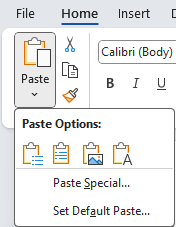 File Home Insert D
Paste
Calibri (Body)
B I U
Paste Options:
A
Paste Special...
Set Default Paste...